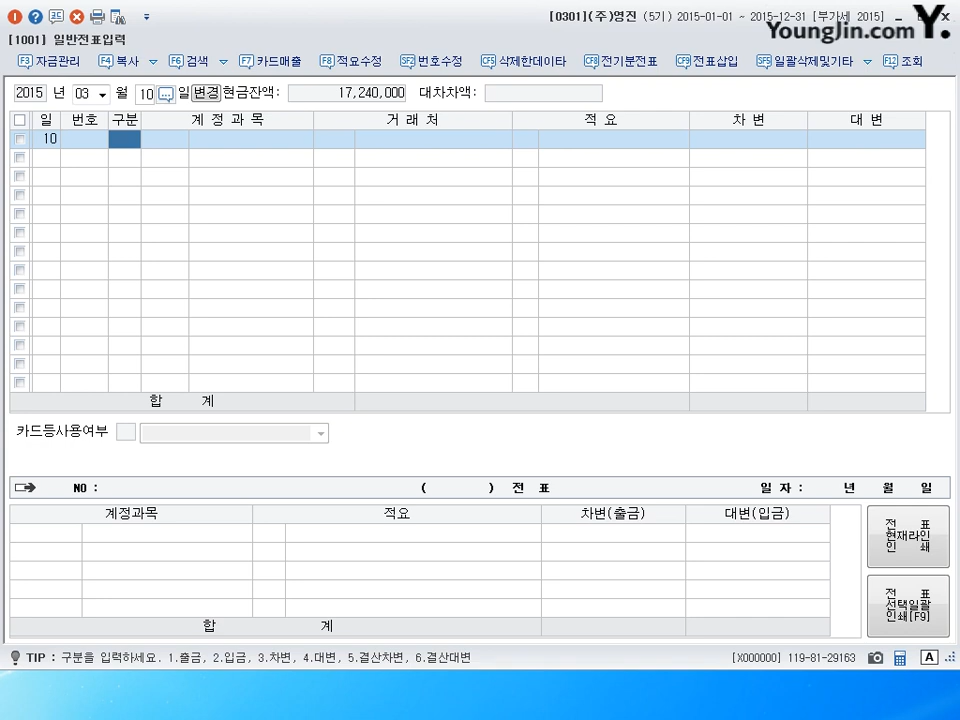 [0301](주)영진 (5기) 2015-01-01 ~ 2015-12-31 [부가세 2015]
YoungJin.com Y.
[1001] 일반전표입력
F3 자금관리 F4 복사 F6 검색 F7 카드매출 F8 적요수정 SF2 번호수정 CF5 삭제한데이타 CF8 전기분전표 CF9 전표삽입 SF5 일괄삭제및기타 F12 조회
2015 년 03 월 10 ... 일 변경 현금잔액: 17,240,000 대차차액:
일 번호 구분 계 정 과 목 거 래 처 적 요 차 변 대 변
10
합 계
카드등사용여부
NO : ( ) 전 표 일 자 : 년 월 일
계정과목 적요 차변(출금) 대변(입금)
전 표
현재라인
인 쇄
전 표
선택일괄
인쇄[F9]
합 계
TIP : 구분을 입력하세요. 1.출금, 2.입금, 3.차변, 4.대변, 5.결산차변, 6.결산대변 [X000000] 119-81-29163 A